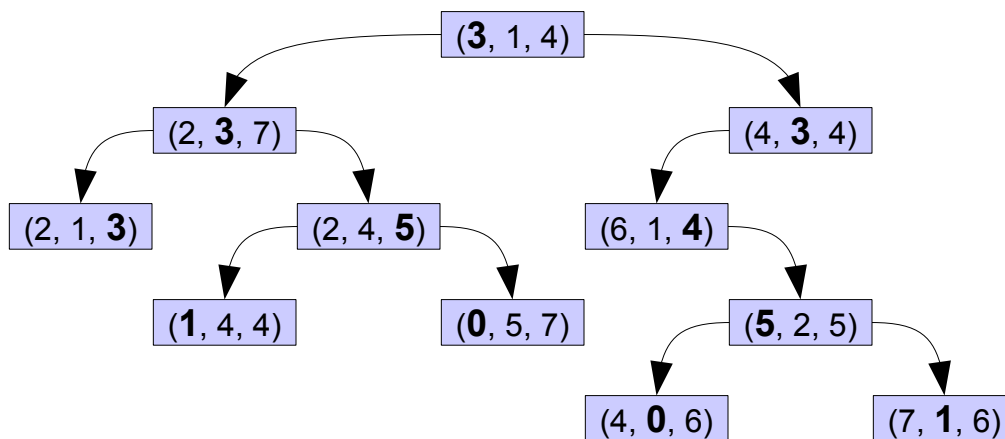 (3, 1, 4)
(2, 3, 7)
(4, 3, 4)
(2, 1, 3)
(2, 4, 5)
(6, 1, 4)
(1, 4, 4)
(0, 5, 7)
(5, 2, 5)
(4, 0, 6)
(7, 1, 6)